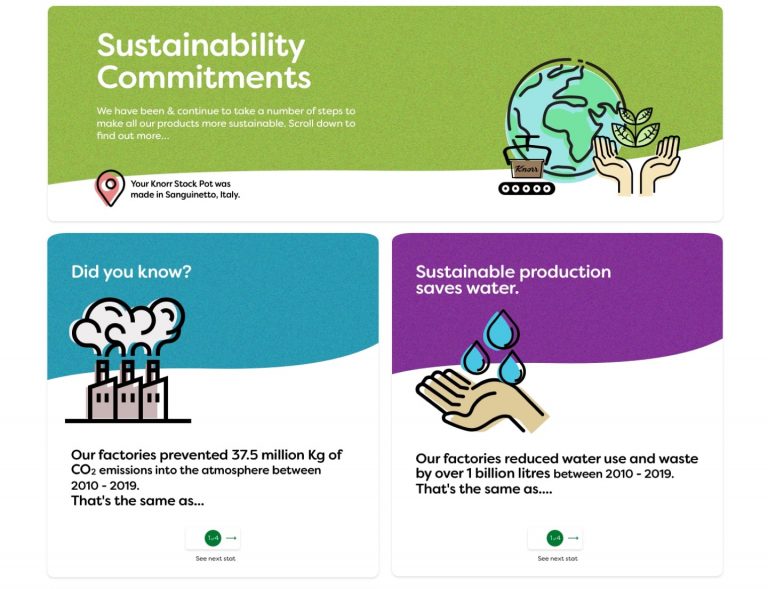 Sustainability
Commitments
We have been & continue to take a number of steps to
make all our products more sustainable. Scroll down to
find out more...
Knorr
Your Knorr Stock Pot was
made in Sanguinetto, Italy.
Did you know?
Our factories prevented 37.5 million Kg of
CO₂ emissions into the atmosphere between
2010 - 2019.
That's the same as...
1of4
See next stat
Sustainable production
saves water.
Our factories reduced water use and waste
by over 1 billion litres between 2010 - 2019.
That's the same as....
1of4
See next stat